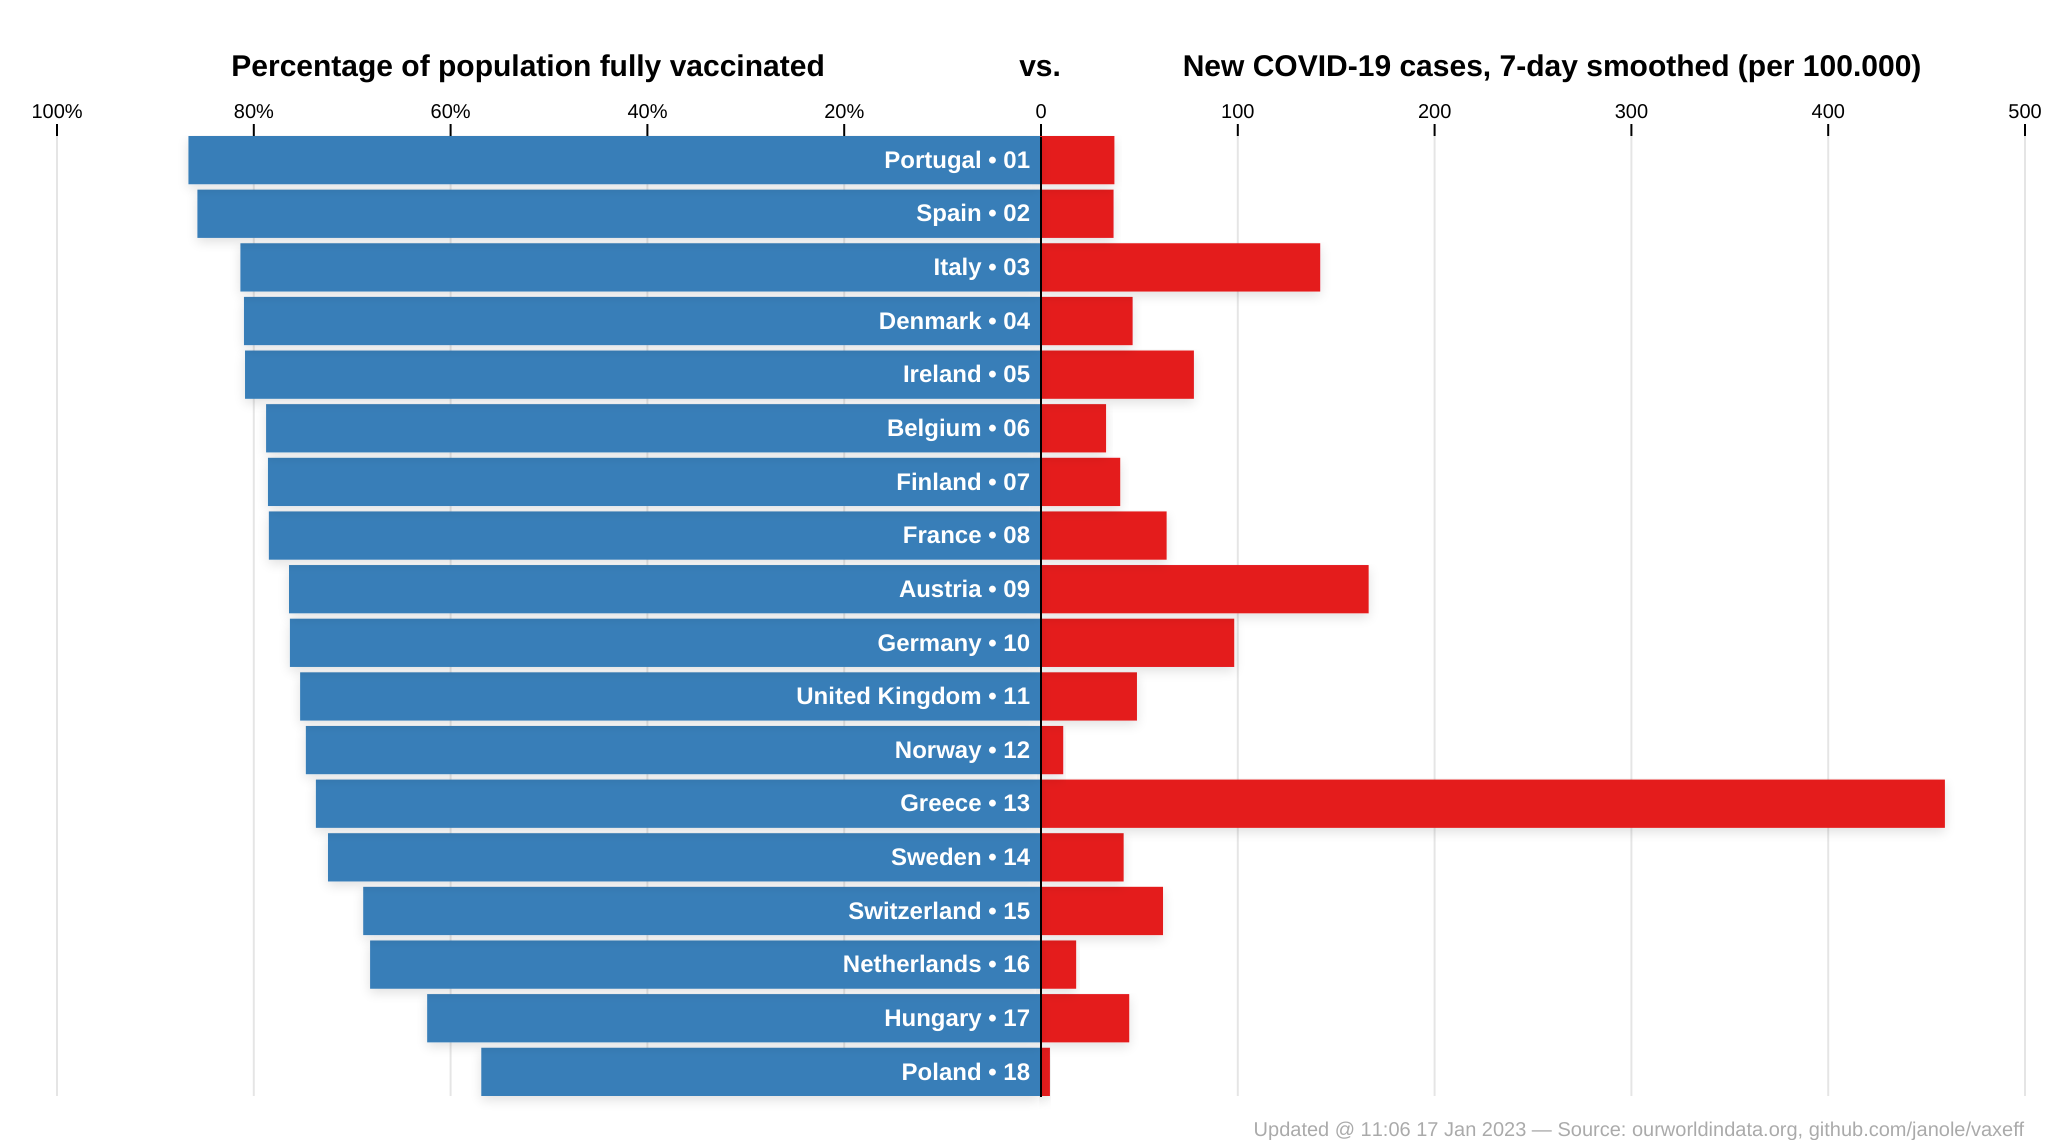 Percentage of population fully vaccinated vs. New COVID-19 cases, 7-day smoothed (per 100.000)
100% 80% 60% 40% 20% 0 100 200 300 400 500
Portugal • 01
Spain • 02
Italy • 03
Denmark • 04
Ireland • 05
Belgium • 06
Finland • 07
France • 08
Austria • 09
Germany • 10
United Kingdom • 11
Norway • 12
Greece • 13
Sweden • 14
Switzerland • 15
Netherlands • 16
Hungary • 17
Poland • 18
Updated @ 11:06 17 Jan 2023 — Source: ourworldindata.org, github.com/janole/vaxeff